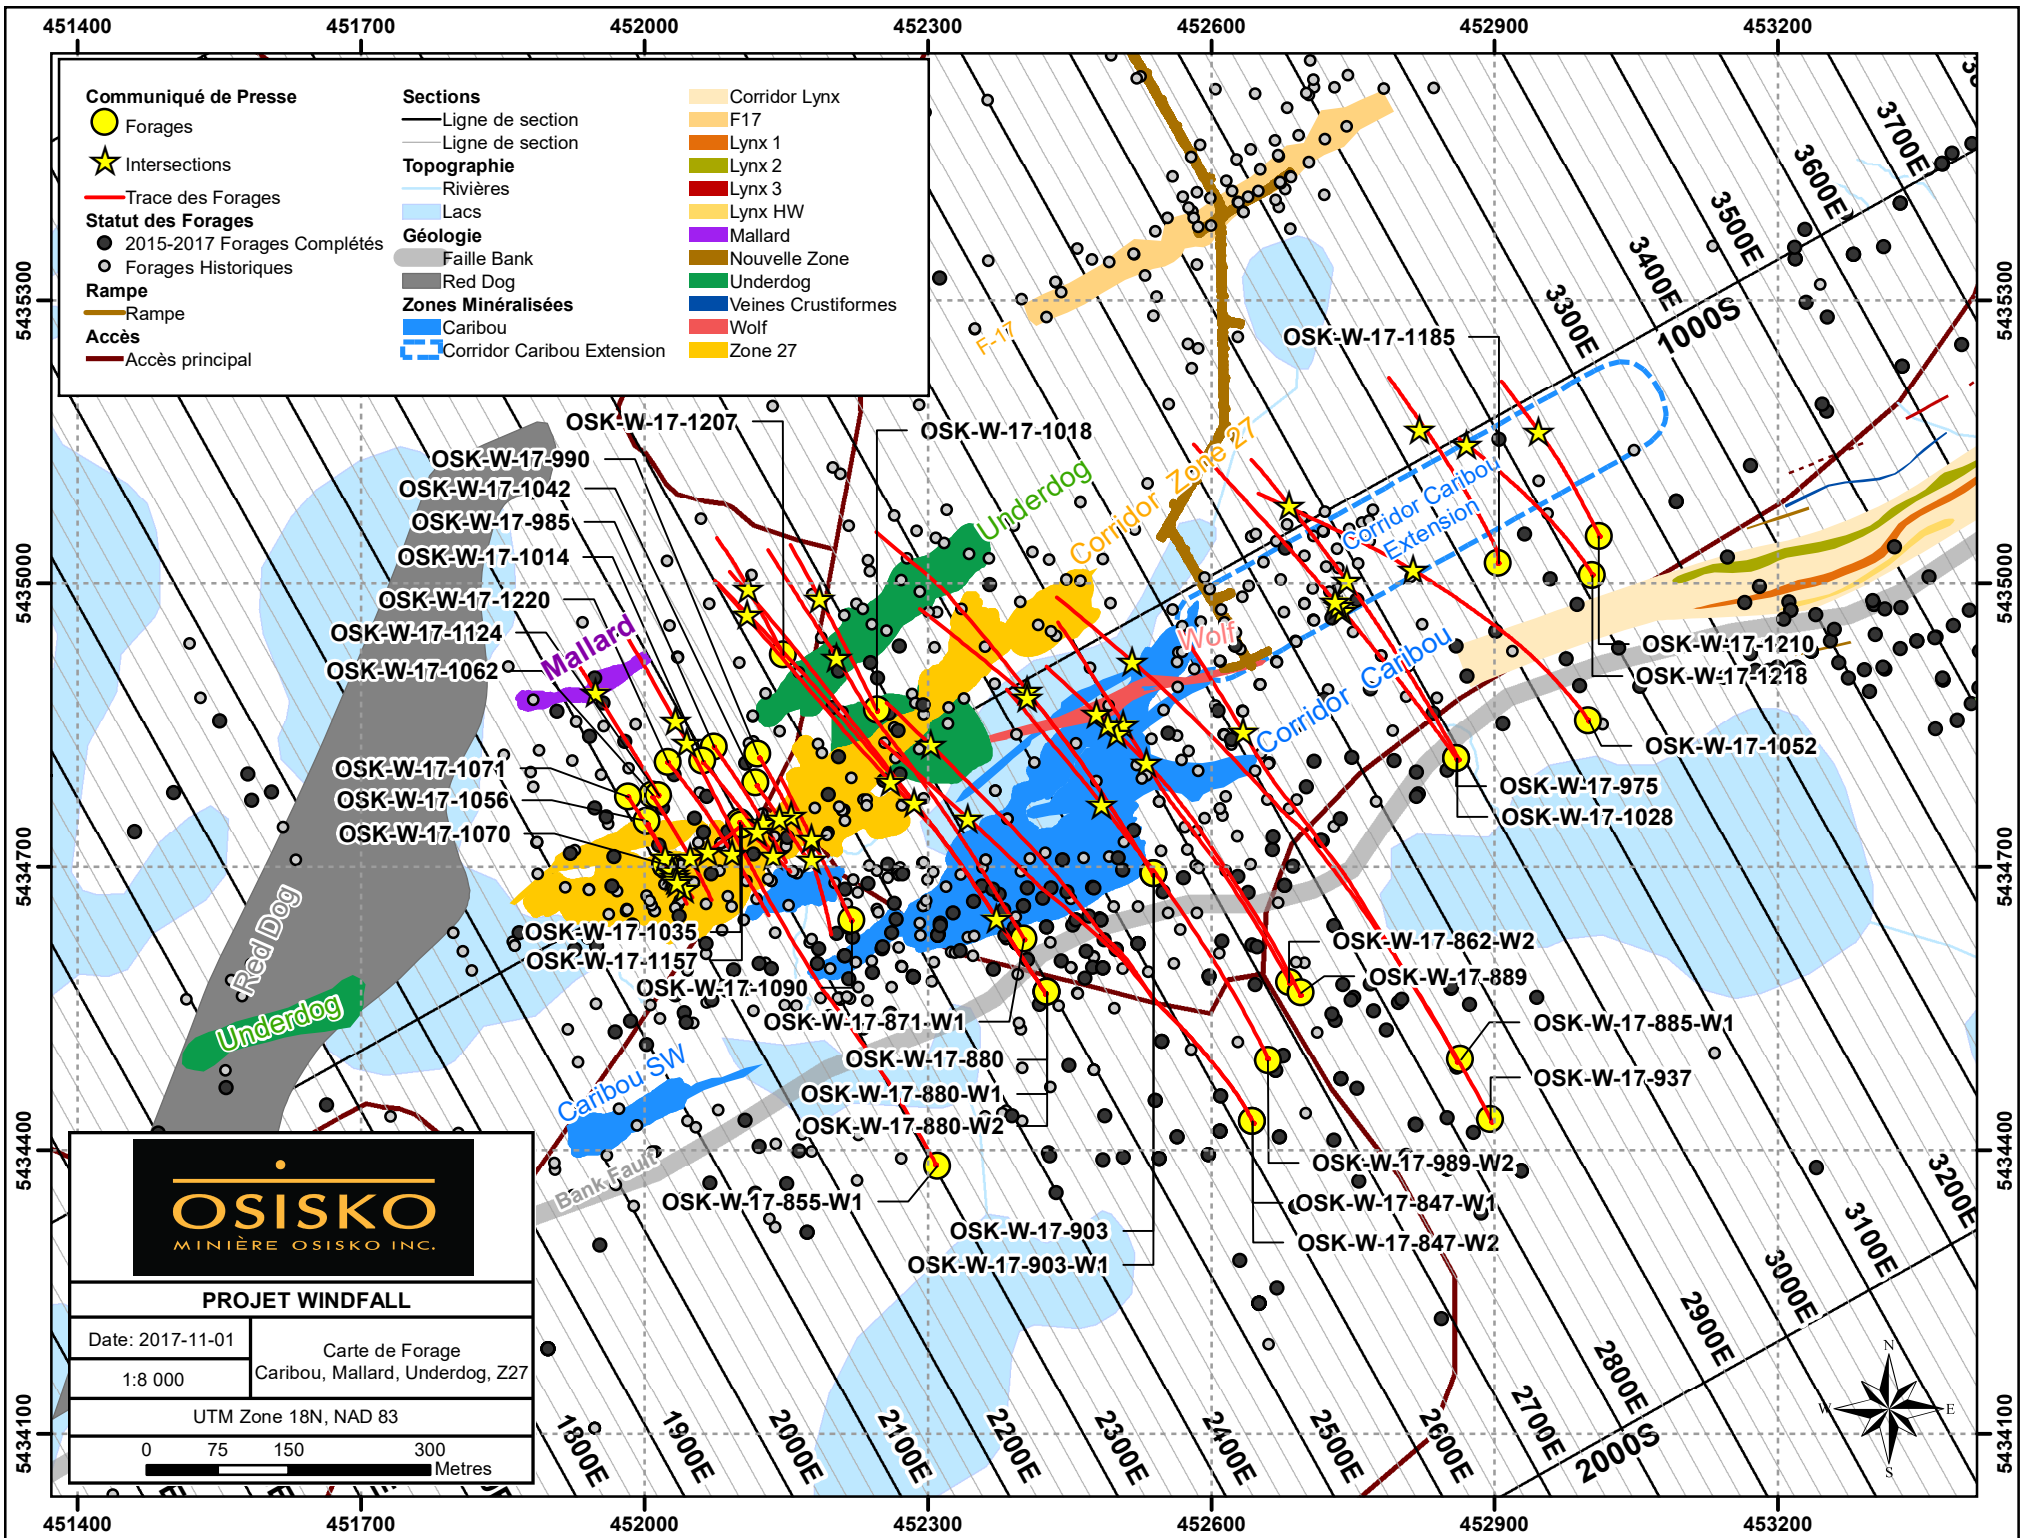 451400 451700 452000 452300 452600 452900 453200
Communiqué de Presse
Forages
Intersections
Trace des Forages
Statut des Forages
2015-2017 Forages Complétés
Forages Historiques
Rampe
Rampe
Accès
Accès principal
Sections
Ligne de section
Ligne de section
Topographie
Rivières
Lacs
Géologie
Faille Bank
Red Dog
Zones Minéralisées
Caribou
Corridor Caribou Extension
Corridor Lynx
F17
Lynx 1
Lynx 2
Lynx 3
Lynx HW
Mallard
Nouvelle Zone
Underdog
Veines Crustiformes
Wolf
Zone 27
3700E
3600E
3500E
3400E
3300E
1000S
5435300
5435300
F-17
OSK-W-17-1185
OSK-W-17-1207
OSK-W-17-1018
OSK-W-17-990
OSK-W-17-1042
OSK-W-17-985
OSK-W-17-1014
OSK-W-17-1220
OSK-W-17-1124
OSK-W-17-1062
Underdog
Corridor Zone 27
Corridor Caribou
Extension
5435000
5435000
Mallard
Wolf
Corridor Caribou
OSK-W-17-1210
OSK-W-17-1218
OSK-W-17-1052
OSK-W-17-975
OSK-W-17-1028
OSK-W-17-1071
OSK-W-17-1056
OSK-W-17-1070
5434700
5434700
Red Dog
Underdog
OSK-W-17-1035
OSK-W-17-1157
OSK-W-17-1090
OSK-W-17-871-W1
OSK-W-17-880
OSK-W-17-880-W1
OSK-W-17-880-W2
OSK-W-17-862-W2
OSK-W-17-889
OSK-W-17-885-W1
OSK-W-17-937
Caribou SW
Bank Fault
5434400
5434400
OSK-W-17-989-W2
OSK-W-17-847-W1
OSK-W-17-847-W2
OSK-W-17-855-W1
OSK-W-17-903
OSK-W-17-903-W1
OSISKO
MINIÈRE OSISKO INC.
PROJET WINDFALL
Date: 2017-11-01
1:8 000
Carte de Forage
Caribou, Mallard, Underdog, Z27
UTM Zone 18N, NAD 83
0 75 150 300
Metres
5434100
5434100
1800E
1900E
2000E
2100E
2200E
2300E
2400E
2500E
2600E
2700E
2800E
2900E
3000E
3100E
3200E
2000S
N
W E
S
451400 451700 452000 452300 452600 452900 453200